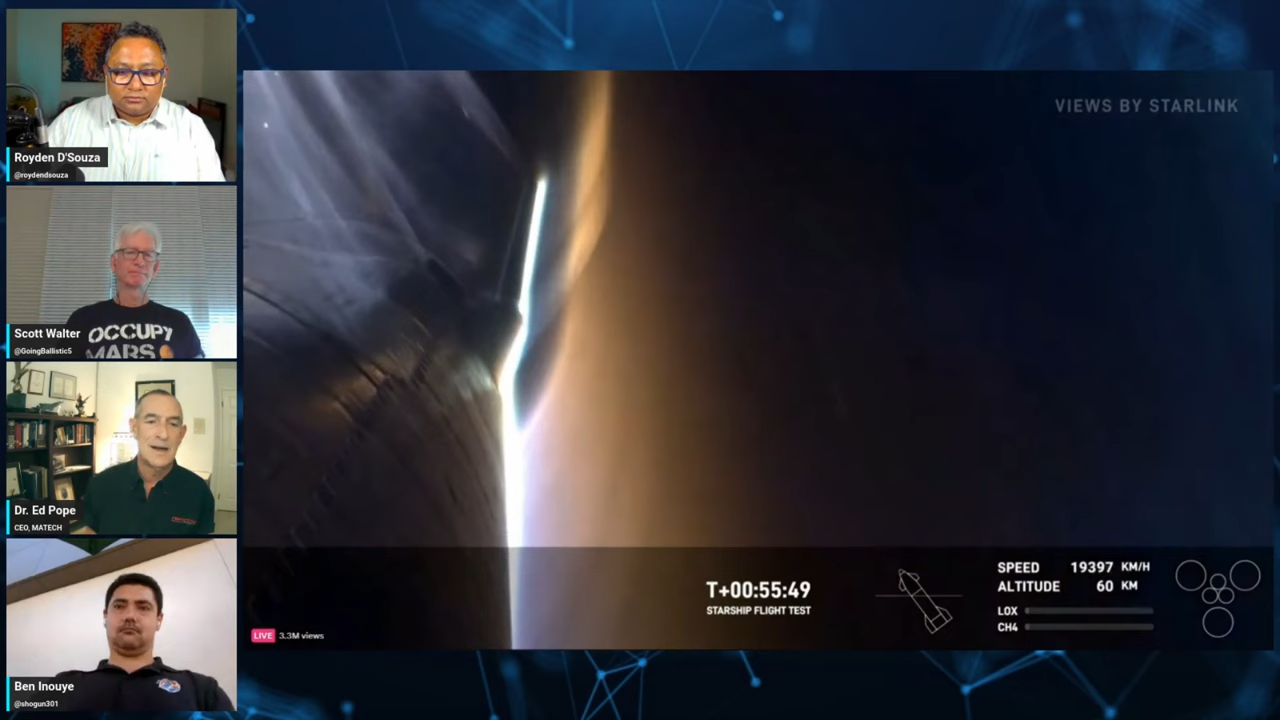 Royden D'Souza
@roydendsouza
OCCUPY
MARS
Scott Walter
@GoingBallistic5
Dr. Ed Pope
CEO, MATECH
Ben Inouye
@shogun301
VIEWS BY STARLINK
T+00:55:49
STARSHIP FLIGHT TEST
SPEED 19397 KM/H
ALTITUDE 60 KM
LOX
CH4
LIVE 3.3M views